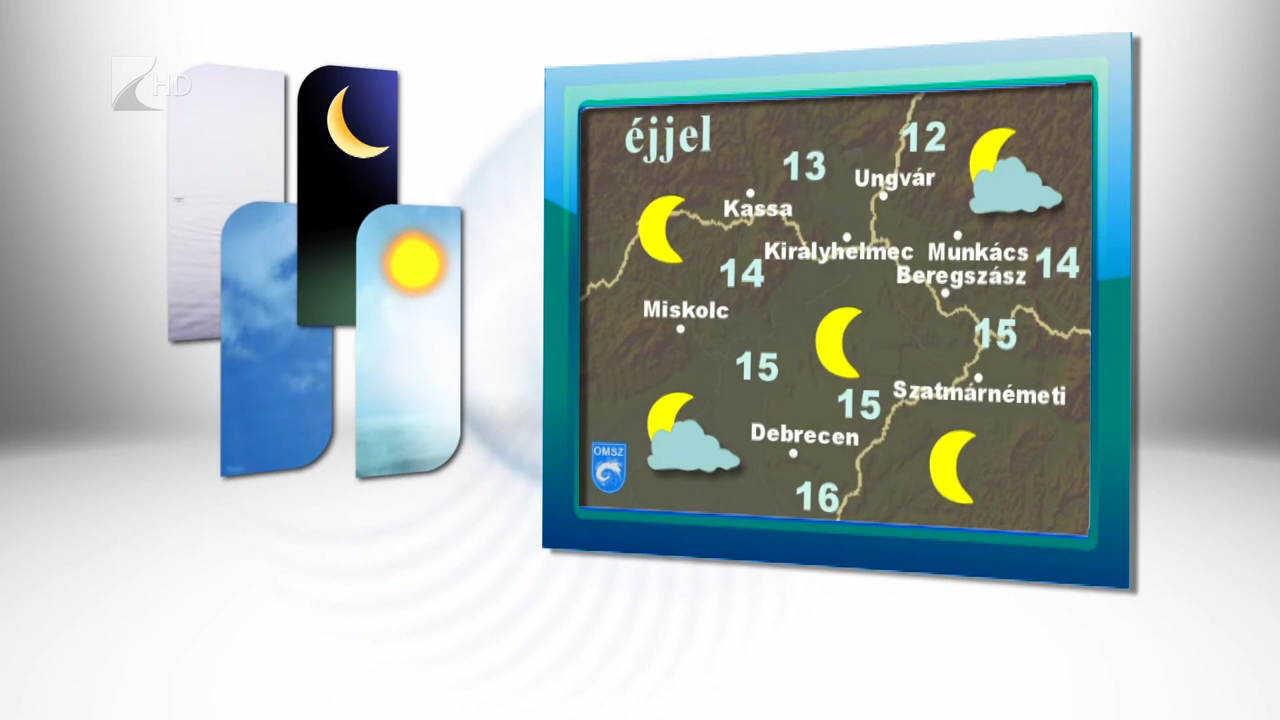 HD
éjjel
12
13
Ungvár
Kassa
Királyhelmec
Munkács
14
14
Beregszász
Miskolc
15
15
Szatmárnémeti
15
Debrecen
OMSZ
16